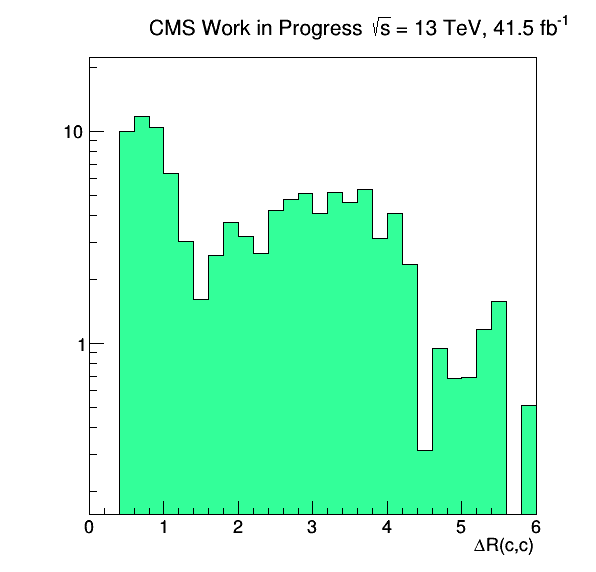 CMS Work in Progress √s = 13 TeV, 41.5 fb⁻¹
10
1
0 1 2 3 4 5 6
ΔR(c,c)